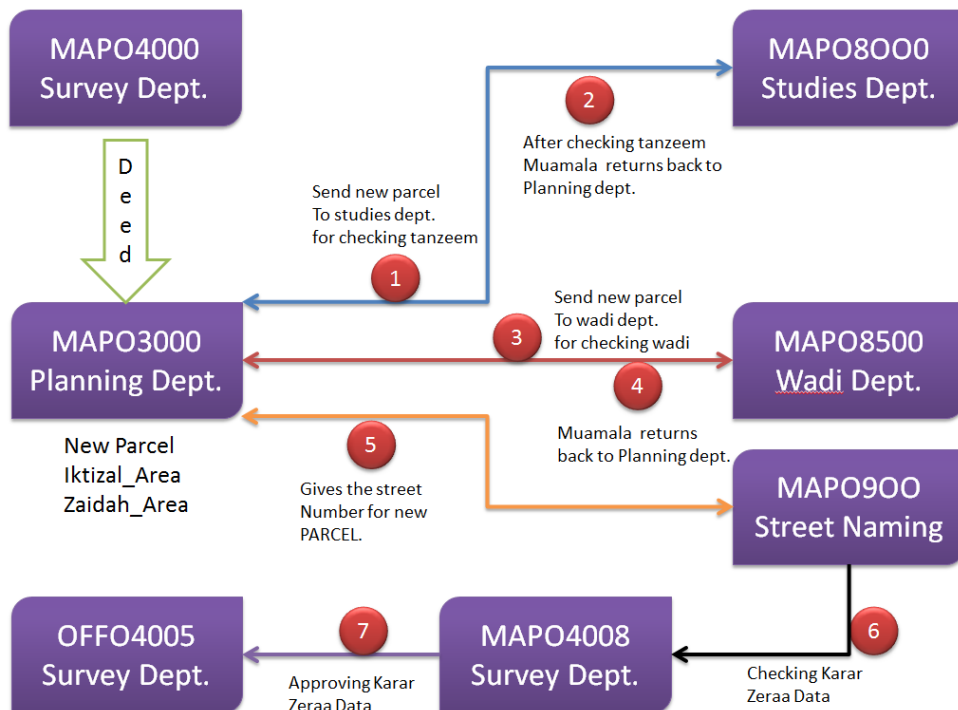 MAPO4000
Survey Dept.
MAPO8OO0
Studies Dept.
D
e
e
d
2
After checking tanzeem
Muamala returns back to
Planning dept.
Send new parcel
To studies dept.
for checking tanzeem
1
MAPO3000
Planning Dept.
3
Send new parcel
To wadi dept.
for checking wadi
MAPO8500
Wadi Dept.
4
Muamala returns
back to Planning dept.
New Parcel
Iktizal_Area
Zaidah_Area
5
Gives the street
Number for new
PARCEL.
MAPO9OO
Street Naming
6
Checking Karar
Zeraa Data
MAPO4008
Survey Dept.
7
Approving Karar
Zeraa Data
OFFO4005
Survey Dept.